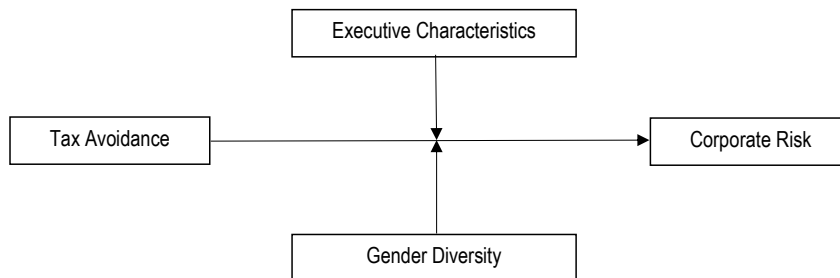 Executive Characteristics
Tax Avoidance
Corporate Risk
Gender Diversity